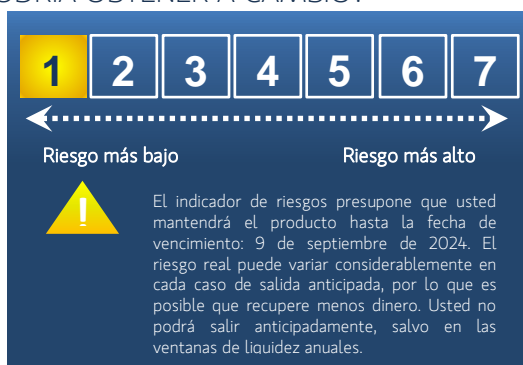 ODRÍA OBTENER A CAMBIO?
1 2 3 4 5 6 7
Riesgo más bajo Riesgo más alto
!
El indicador de riesgos presupone que usted
mantendrá el producto hasta la fecha de
vencimiento: 9 de septiembre de 2024. El
riesgo real puede variar considerablemente en
cada caso de salida anticipada, por lo que es
posible que recupere menos dinero. Usted no
podrá salir anticipadamente, salvo en las
ventanas de liquidez anuales.